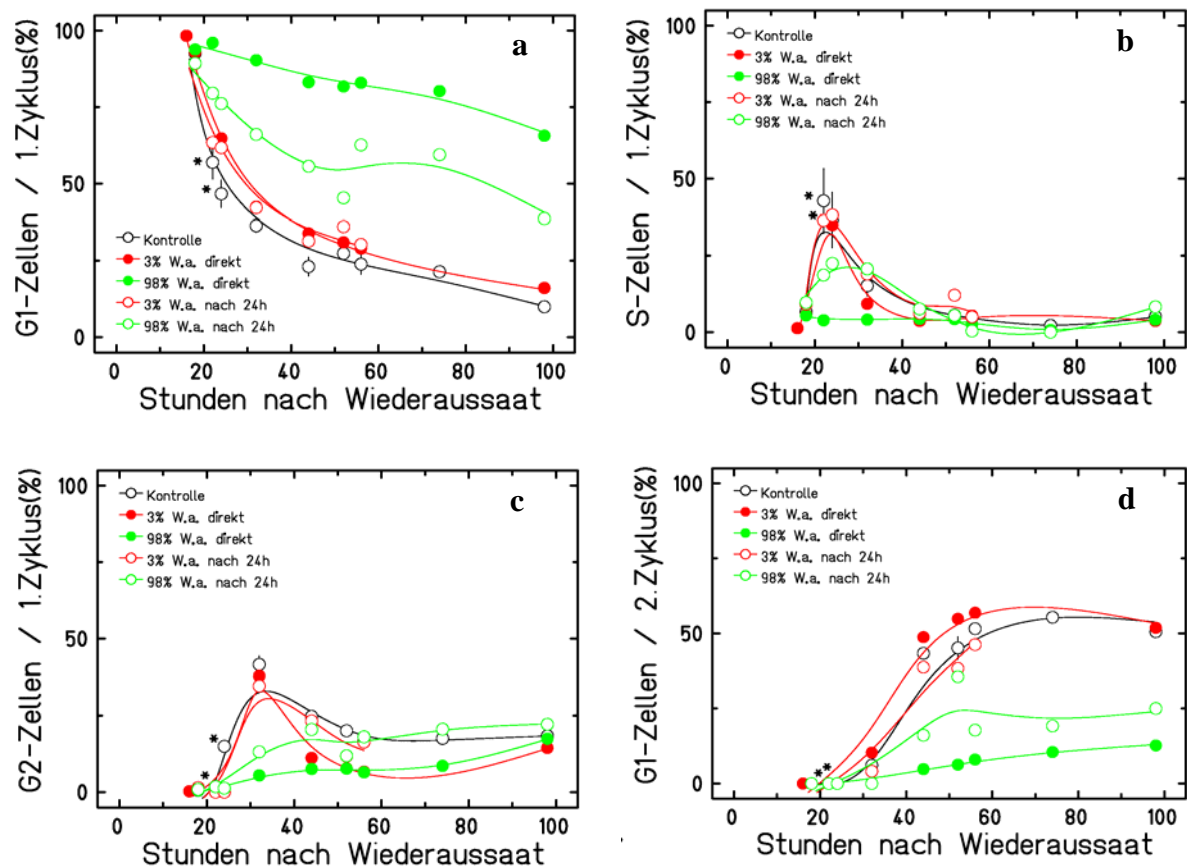 a
G1-Zellen / 1.Zyklus(%)
100
50
0
Kontrolle
3% W.a. direkt
98% W.a. direkt
3% W.a. nach 24h
98% W.a. nach 24h
* *
0 20 40 60 80 100
Stunden nach Wiederaussaat
b
S-Zellen / 1.Zyklus(%)
100
50
0
Kontrolle
3% W.a. direkt
98% W.a. direkt
3% W.a. nach 24h
98% W.a. nach 24h
* *
0 20 40 60 80 100
Stunden nach Wiederaussaat
c
G2-Zellen / 1.Zyklus(%)
100
50
0
Kontrolle
3% W.a. direkt
98% W.a. direkt
3% W.a. nach 24h
98% W.a. nach 24h
* *
0 20 40 60 80 100
Stunden nach Wiederaussaat
d
G1-Zellen / 2.Zyklus(%)
100
50
0
Kontrolle
3% W.a. direkt
98% W.a. direkt
3% W.a. nach 24h
98% W.a. nach 24h
* *
0 20 40 60 80 100
Stunden nach Wiederaussaat
.